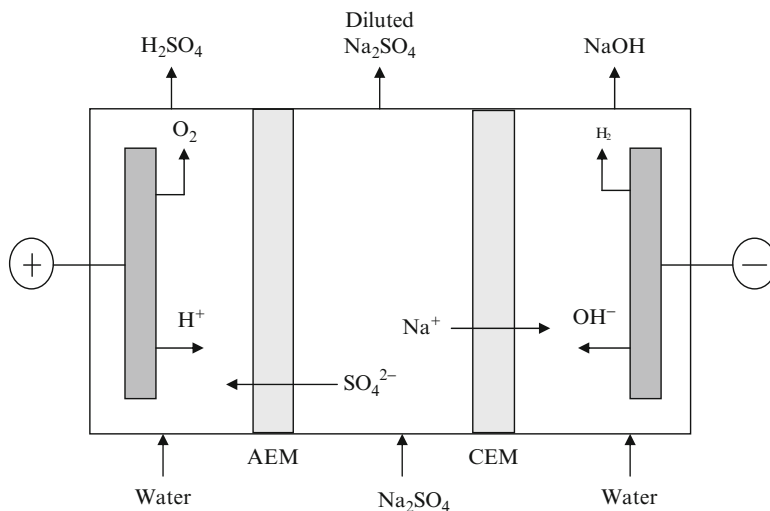 Diluted
H₂SO₄ Na₂SO₄ NaOH
O₂ H₂
+ −
H⁺ Na⁺ OH⁻
SO₄²⁻
AEM CEM
Water Na₂SO₄ Water